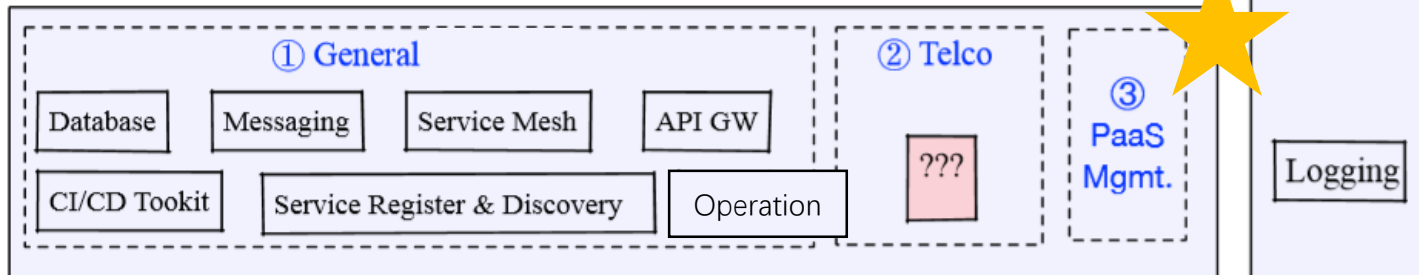 ① General
② Telco
③
PaaS
Mgmt.
Database
Messaging
Service Mesh
API GW
???
Logging
CI/CD Tookit
Service Register & Discovery
Operation